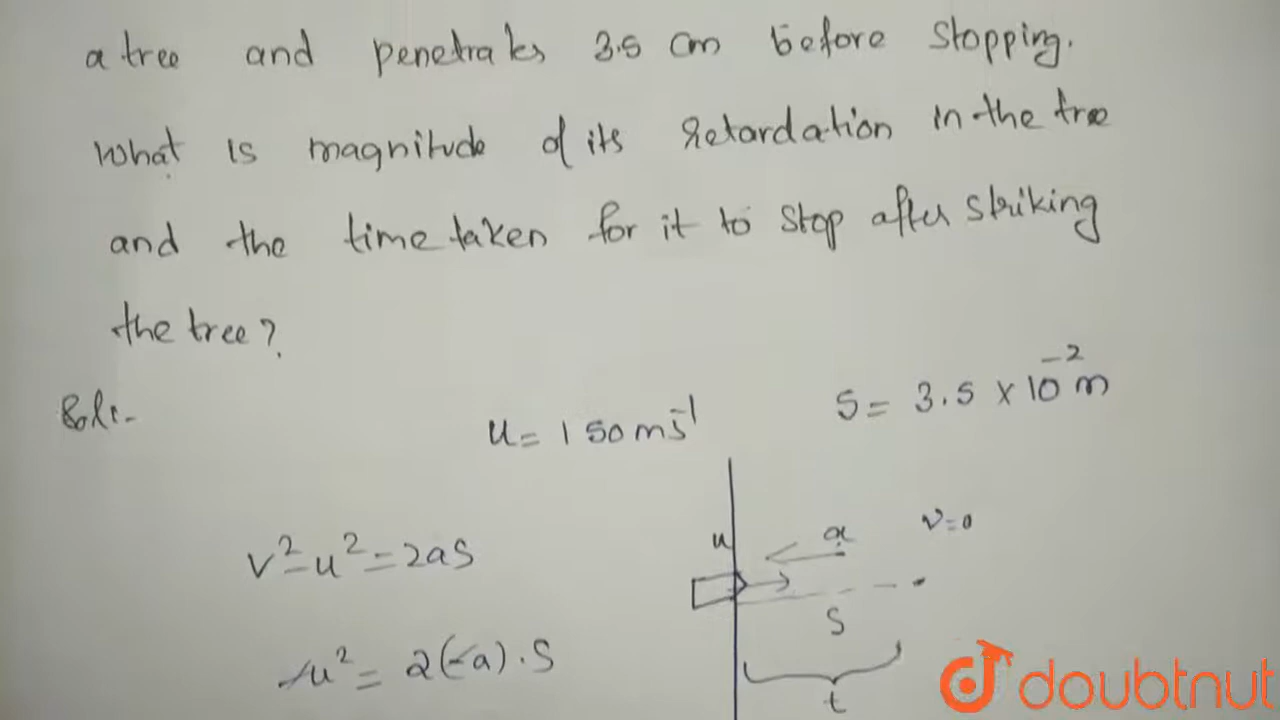 a tree and penetrates 3.5 cm before stopping.
What is magnitude of its retardation in the tree
and the time taken for it to stop after striking
the tree?
Sol:-
u = 150 ms⁻¹
S = 3.5 × 10⁻² m
v² - u² = 2aS
-u² = 2(-a) . S
u
a
v=0
S
t
doubtnut